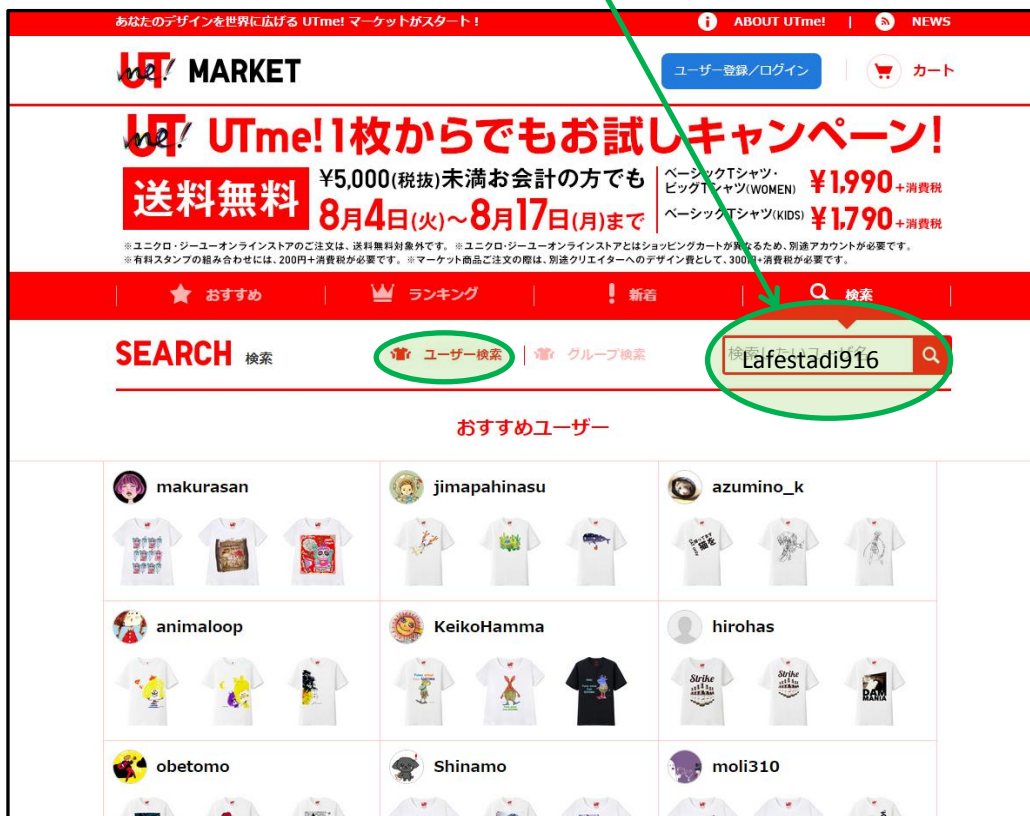 あなたのデザインを世界に広げる UTme! マーケットがスタート!
ABOUT UTme! | NEWS
UT me! MARKET
ユーザー登録／ログイン
カート
UT me! UTme!1枚からでもお試しキャンペーン!
送料無料
¥5,000(税抜)未満お会計の方でも
8月4日(火)～8月17日(月)まで
ベーシックTシャツ・
ビッグTシャツ(WOMEN) ¥1,990+消費税
ベーシックTシャツ(KIDS) ¥1,790+消費税
※ユニクロ・ジーユーオンラインストアのご注文は、送料無料対象外です。※ユニクロ・ジーユーオンラインストアとはショッピングカートが異なるため、別途アカウントが必要です。
※有料スタンプの組み合わせには、200円+消費税が必要です。※マーケット商品ご注文の際は、別途クリエイターへのデザイン費として、300円+消費税が必要です。
おすすめ
ランキング
新着
検索
SEARCH 検索
ユーザー検索
グループ検索
Lafestadi916
おすすめユーザー
makurasan
jimapahinasu
azumino_k
animaloop
KeikoHamma
hirohas
Strike
Strike
DAM
MANIA
obetomo
Shinamo
moli310